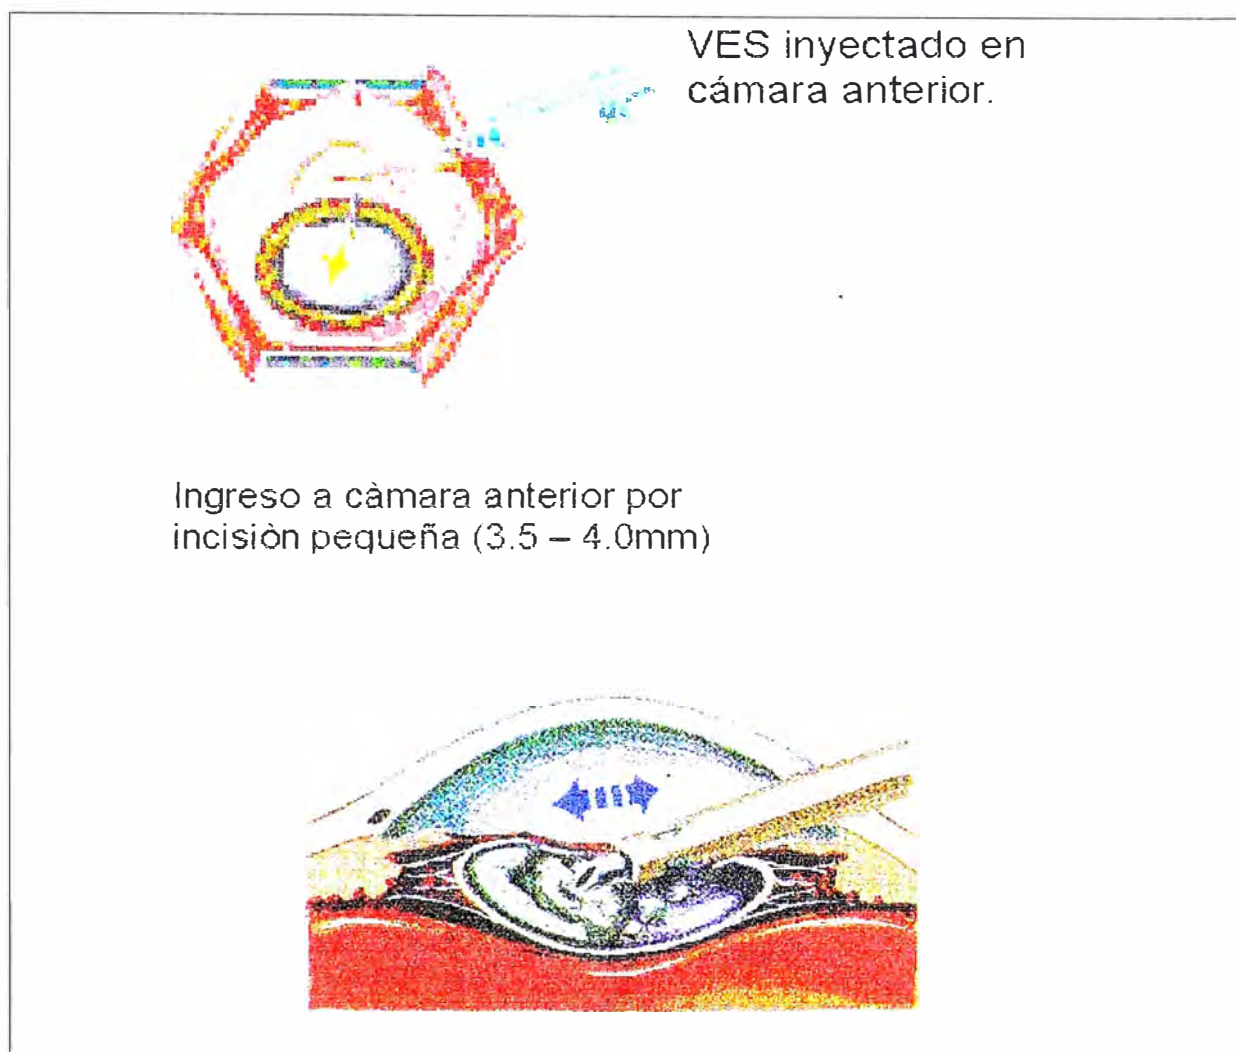 VES inyectado en
cámara anterior.
Ingreso a càmara anterior por
incisiòn pequeña (3.5 – 4.0mm)